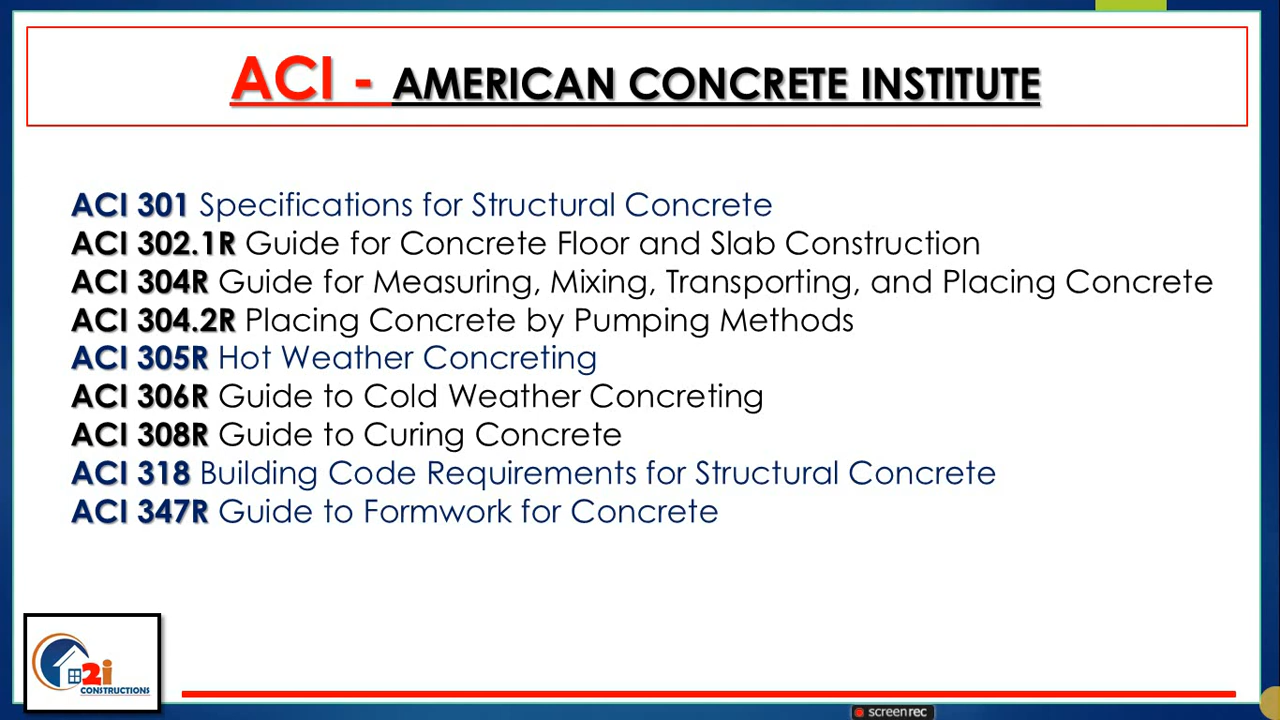 ACI - AMERICAN CONCRETE INSTITUTE
ACI 301 Specifications for Structural Concrete
ACI 302.1R Guide for Concrete Floor and Slab Construction
ACI 304R Guide for Measuring, Mixing, Transporting, and Placing Concrete
ACI 304.2R Placing Concrete by Pumping Methods
ACI 305R Hot Weather Concreting
ACI 306R Guide to Cold Weather Concreting
ACI 308R Guide to Curing Concrete
ACI 318 Building Code Requirements for Structural Concrete
ACI 347R Guide to Formwork for Concrete
2i
CONSTRUCTIONS
screenrec